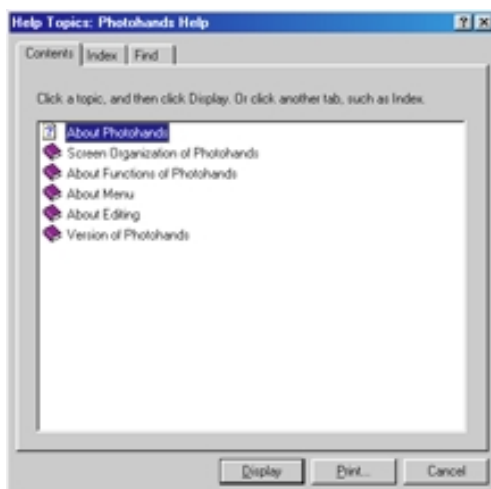 Help Topics: Photohands Help
Contents Index Find
Click a topic, and then click Display. Or click another tab, such as Index.
About Photohands
Screen Organization of Photohands
About Functions of Photohands
About Menu
About Editing
Version of Photohands
Display Print... Cancel